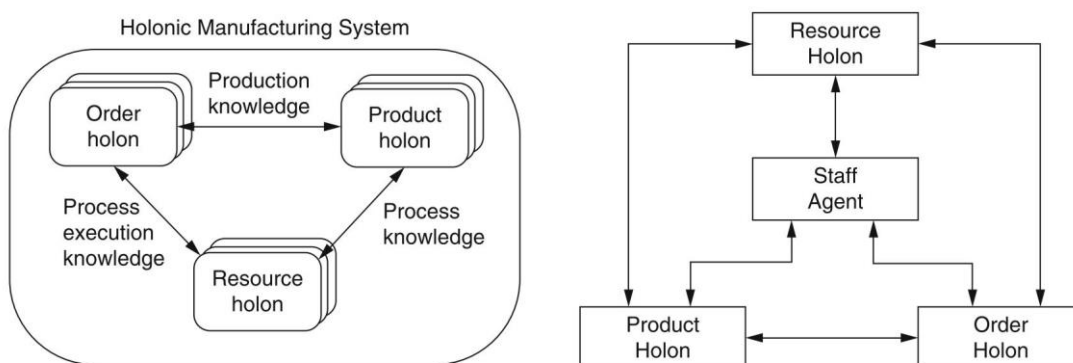 Holonic Manufacturing System
Order
holon
Production
knowledge
Product
holon
Process
execution
knowledge
Process
knowledge
Resource
holon
Resource
Holon
Staff
Agent
Product
Holon
Order
Holon